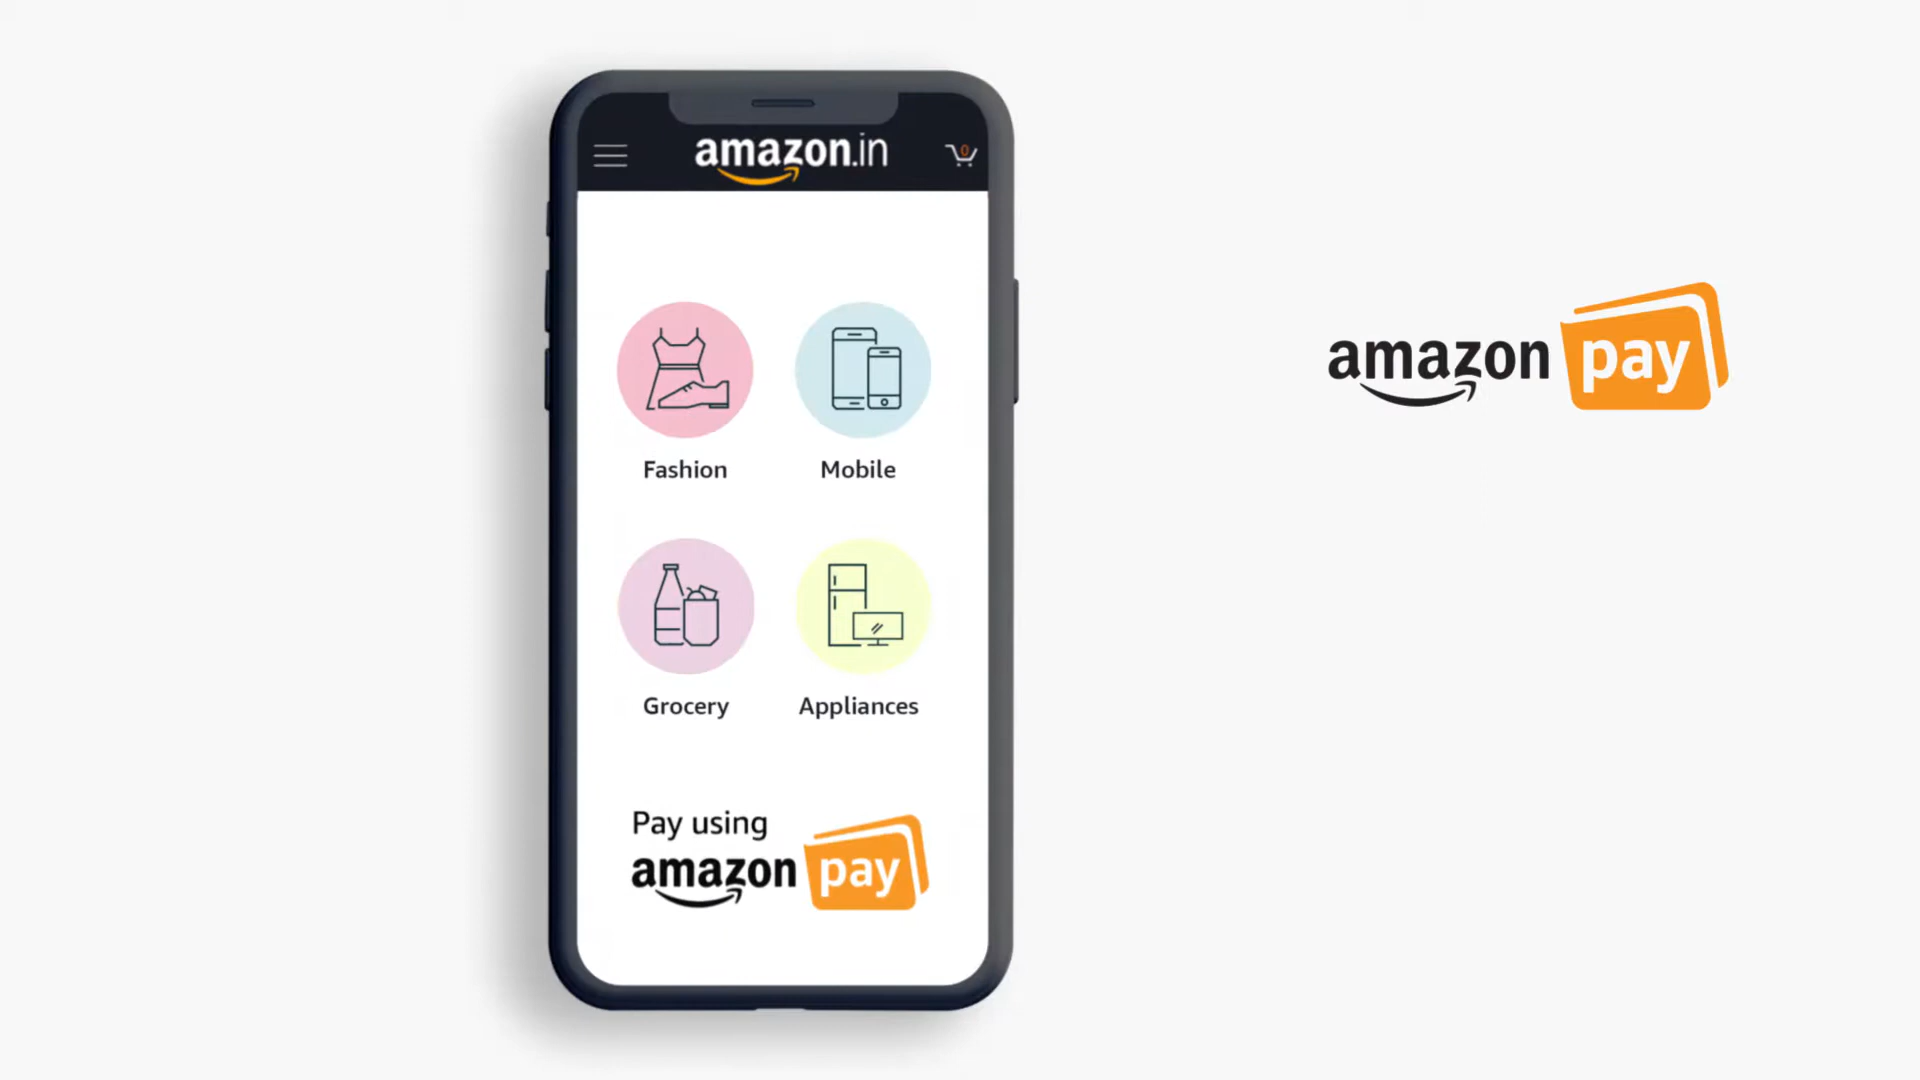 amazon.in
0
Fashion
Mobile
Grocery
Appliances
Pay using
amazon pay
amazon pay